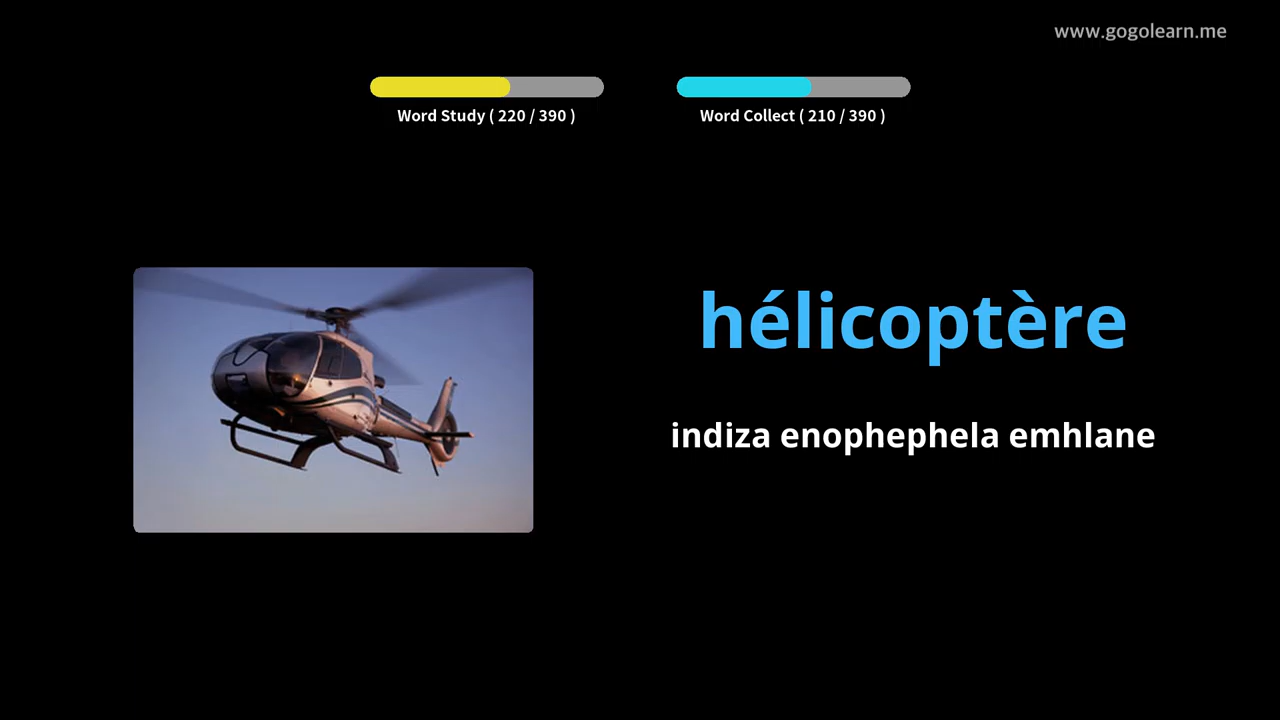 www.gogolearn.me
Word Study ( 220 / 390 )
Word Collect ( 210 / 390 )
hélicoptère
indiza enophephela emhlane